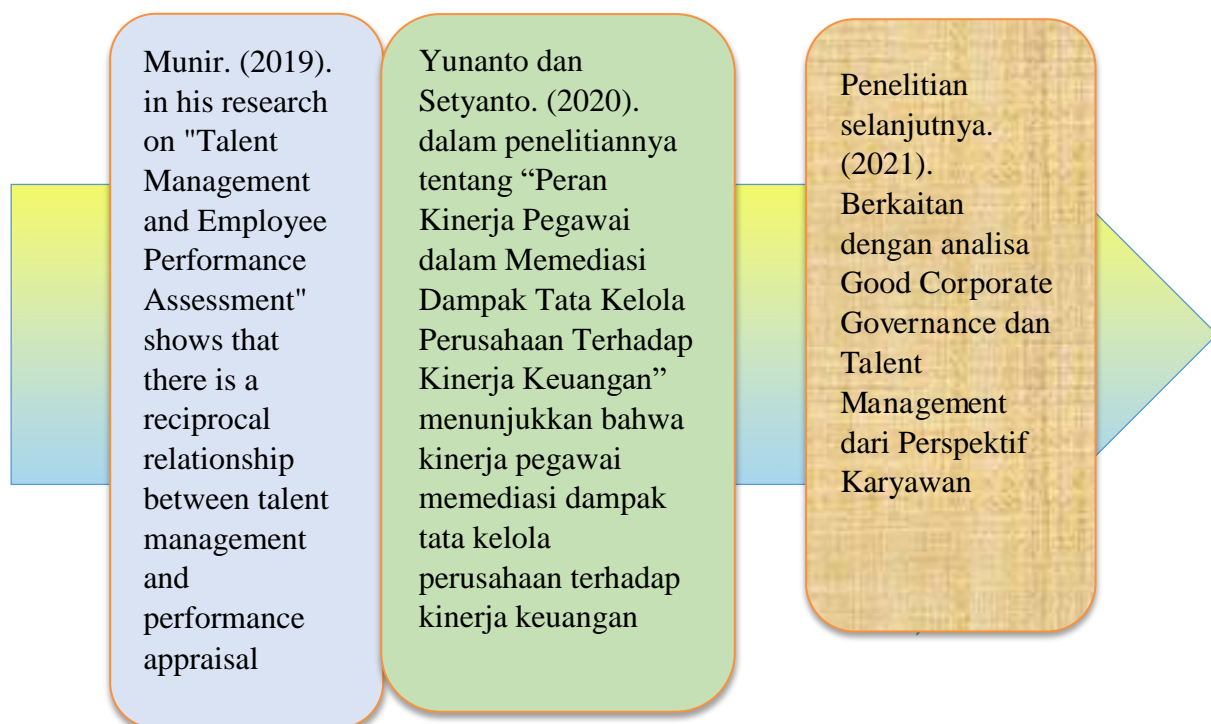 Munir. (2019).
in his research
on "Talent
Management
and Employee
Performance
Assessment"
shows that
there is a
reciprocal
relationship
between talent
management
and
performance
appraisal
Yunanto dan
Setyanto. (2020).
dalam penelitiannya
tentang “Peran
Kinerja Pegawai
dalam Memediasi
Dampak Tata Kelola
Perusahaan Terhadap
Kinerja Keuangan”
menunjukkan bahwa
kinerja pegawai
memediasi dampak
tata kelola
perusahaan terhadap
kinerja keuangan
Penelitian
selanjutnya.
(2021).
Berkaitan
dengan analisa
Good Corporate
Governance dan
Talent
Management
dari Perspektif
Karyawan